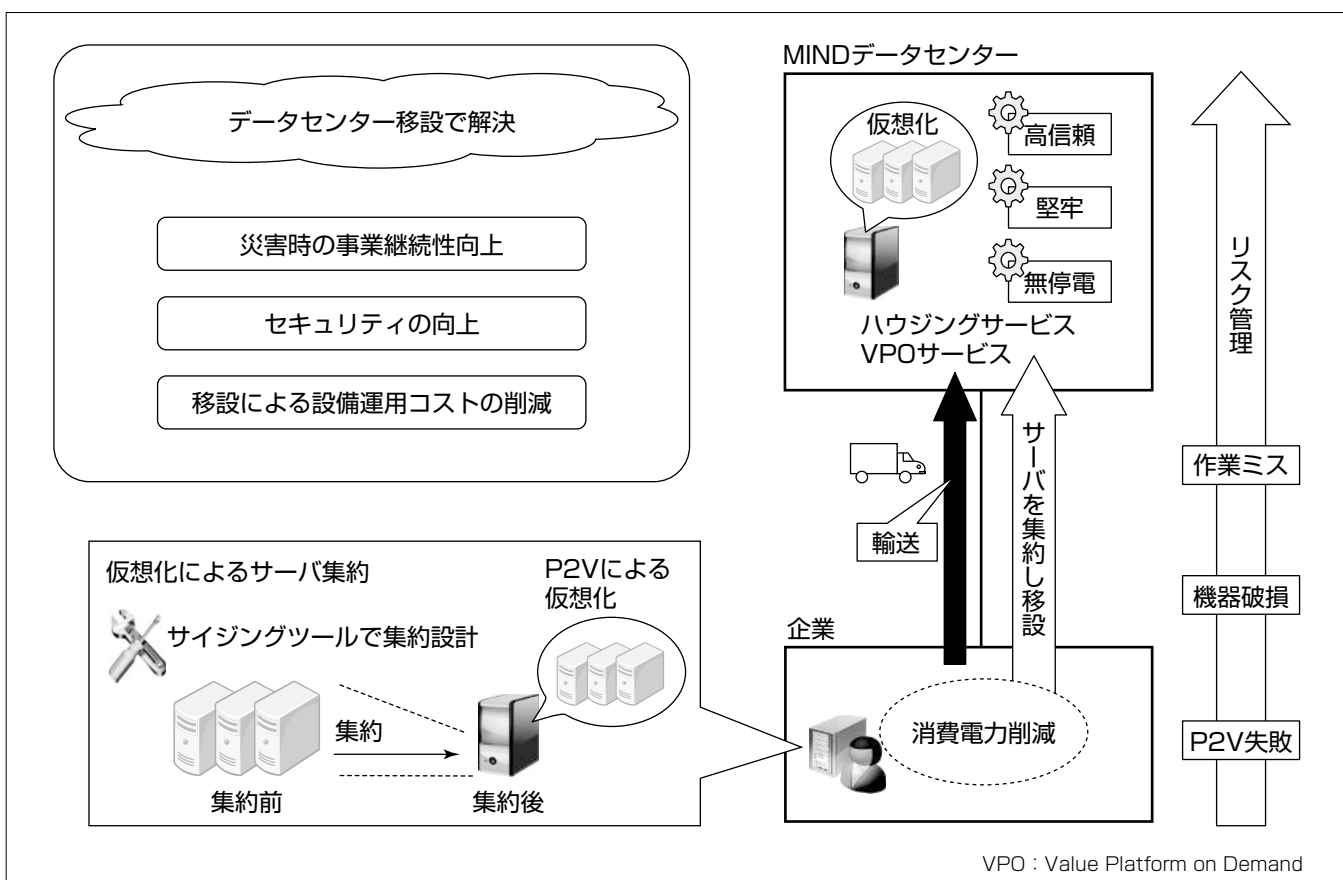 データセンター移設で解決
災害時の事業継続性向上
セキュリティの向上
移設による設備運用コストの削減
MINDデータセンター
仮想化
高信頼
堅牢
無停電
ハウジングサービス
VPOサービス
リスク管理
作業ミス
機器破損
P2V失敗
輸送
サーバを集約し移設
仮想化によるサーバ集約
サイジングツールで集約設計
P2Vによる
仮想化
集約
集約前
集約後
企業
消費電力削減
VPO：Value Platform on Demand